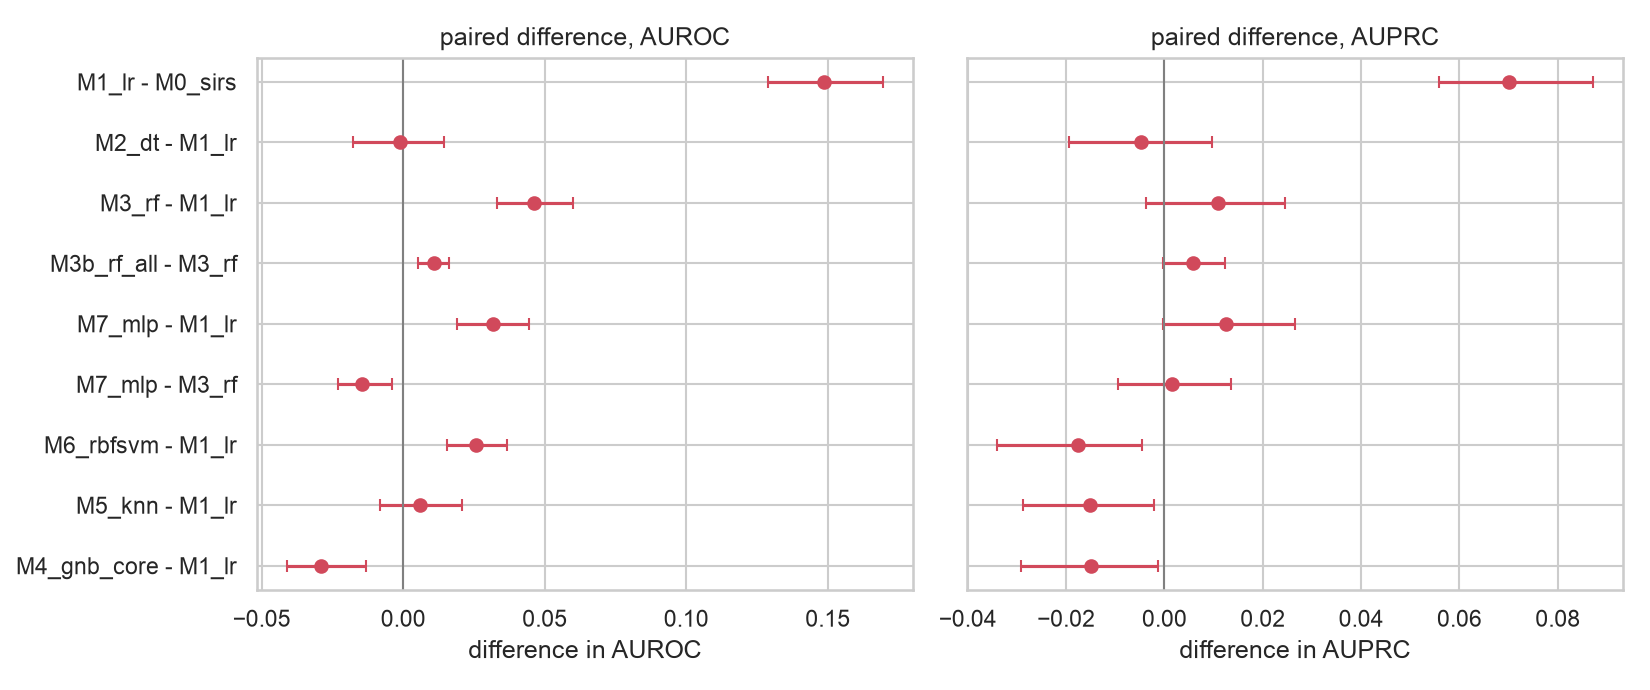 paired difference, AUROC
paired difference, AUPRC
M1_lr - M0_sirs
M2_dt - M1_lr
M3_rf - M1_lr
M3b_rf_all - M3_rf
M7_mlp - M1_lr
M7_mlp - M3_rf
M6_rbfsvm - M1_lr
M5_knn - M1_lr
M4_gnb_core - M1_lr
−0.05 0.00 0.05 0.10 0.15
difference in AUROC
−0.04 −0.02 0.00 0.02 0.04 0.06 0.08
difference in AUPRC